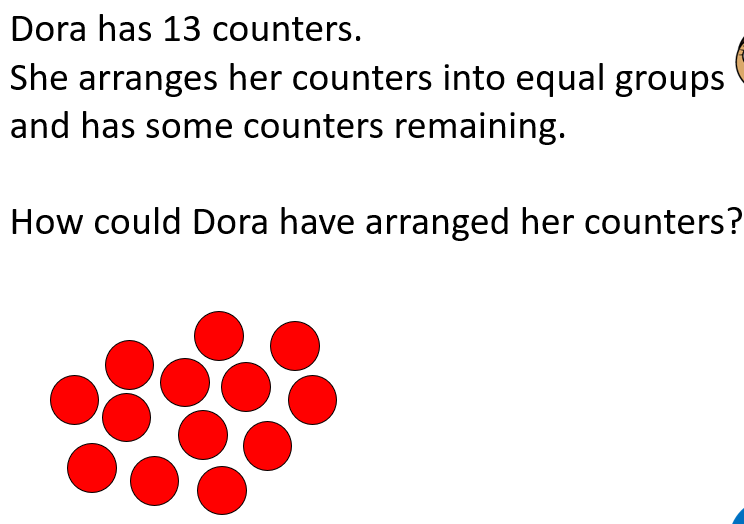 Dora has 13 counters.
She arranges her counters into equal groups
and has some counters remaining.
How could Dora have arranged her counters?